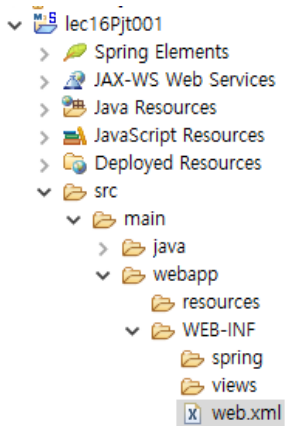 lec16Pjt001
Spring Elements
JAX-WS Web Services
Java Resources
JavaScript Resources
Deployed Resources
src
main
java
webapp
resources
WEB-INF
spring
views
web.xml